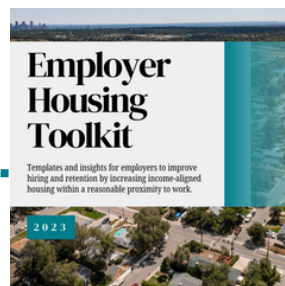 Employer
Housing
Toolkit
Templates and insights for employers to improve
hiring and retention by increasing income-aligned
housing within a reasonable proximity to work.
2023